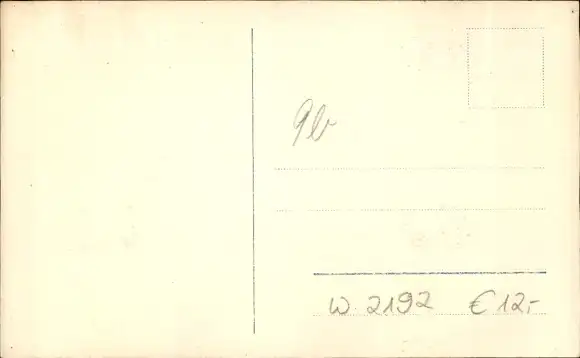 9b
W. 2192 € 12,-